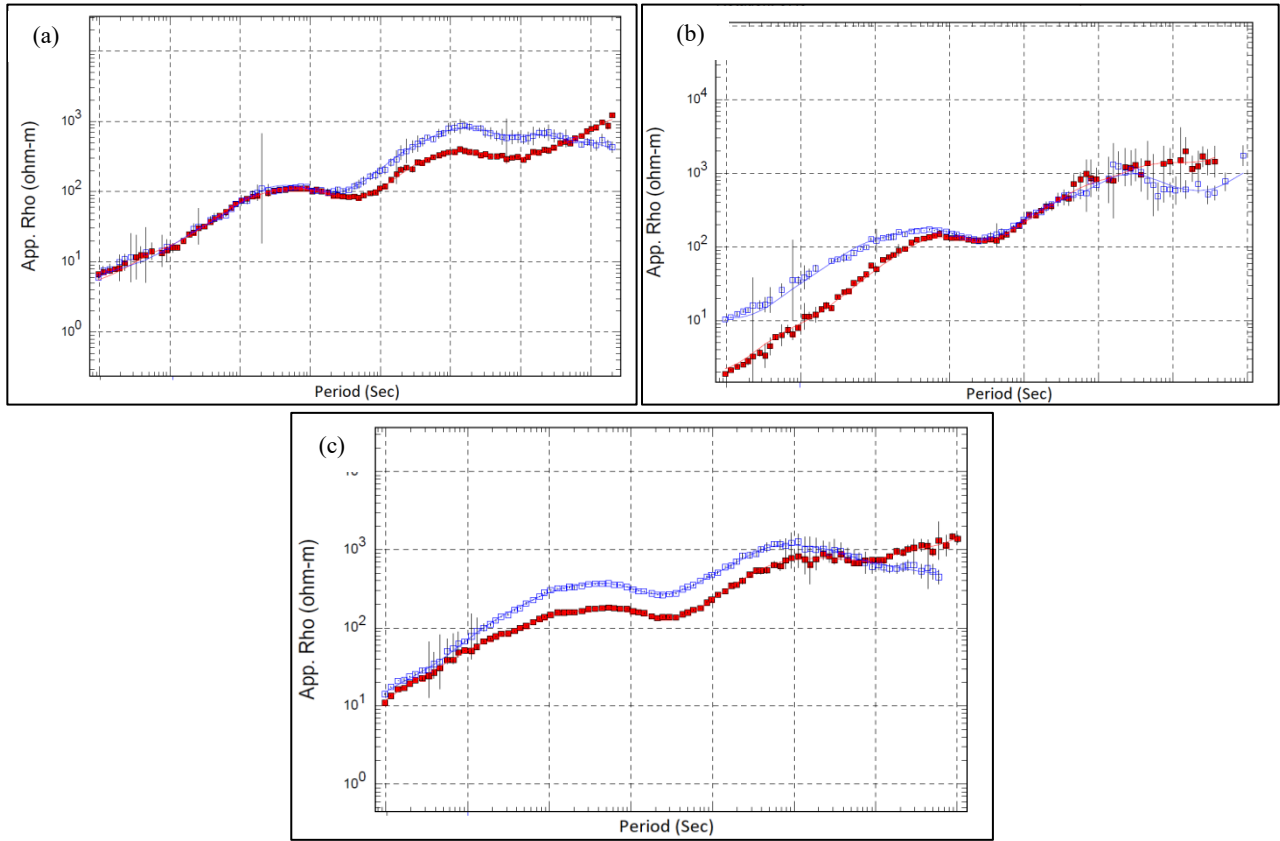 (a)
App. Rho (ohm-m)
10³
10²
10¹
10⁰
Period (Sec)
(b)
App. Rho (ohm-m)
10⁴
10³
10²
10¹
Period (Sec)
(c)
App. Rho (ohm-m)
10³
10²
10¹
10⁰
Period (Sec)